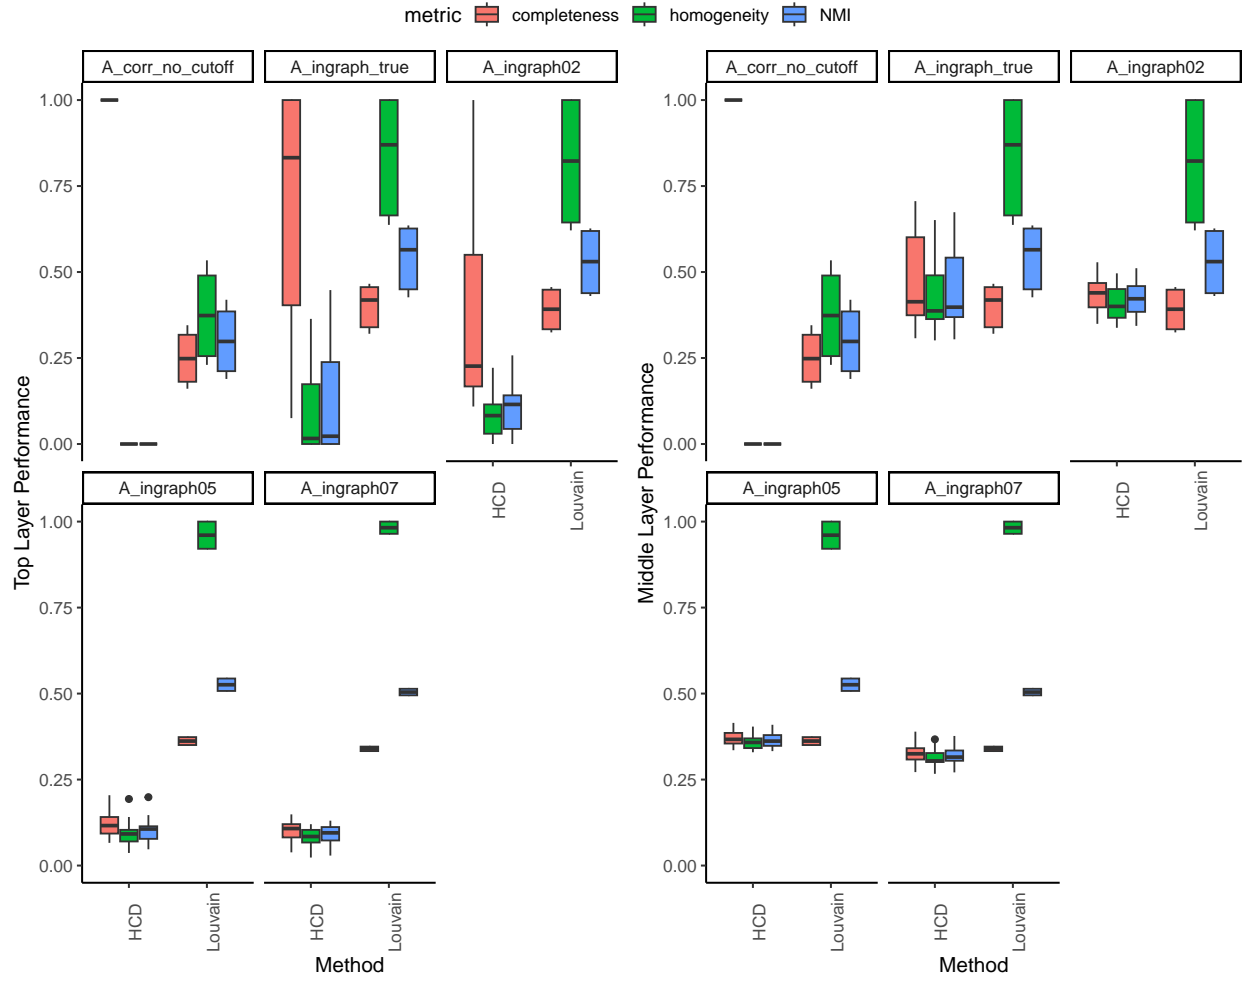 metric completeness homogeneity NMI
A_corr_no_cutoff A_ingraph_true A_ingraph02
1.00
0.75
0.50
0.25
0.00
HCD Louvain
A_ingraph05 A_ingraph07
1.00
0.75
0.50
0.25
0.00
HCD Louvain HCD Louvain
Top Layer Performance
Method
A_corr_no_cutoff A_ingraph_true A_ingraph02
1.00
0.75
0.50
0.25
0.00
HCD Louvain
A_ingraph05 A_ingraph07
1.00
0.75
0.50
0.25
0.00
HCD Louvain HCD Louvain
Middle Layer Performance
Method